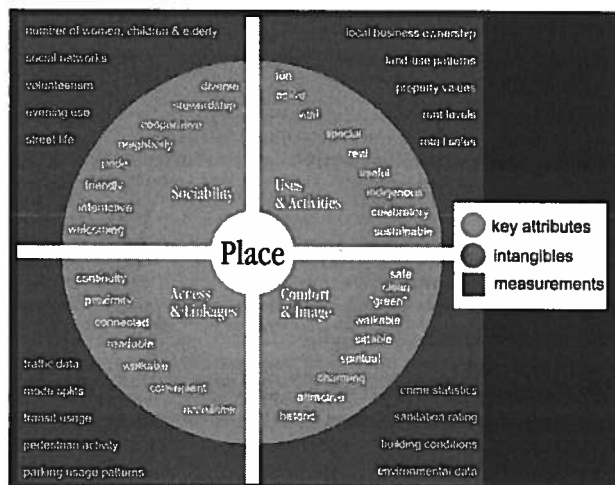 number of women, children & elderly
social networks
volunteerism
evening use
street life
local business ownership
land-use patterns
property values
rent levels
retail sales
diverse
stewardship
cooperative
neighborly
pride
friendly
interactive
welcoming
Sociability
fun
active
vital
special
real
useful
indigenous
celebratory
sustainable
Uses
& Activities
Place
key attributes
intangibles
measurements
continuity
proximity
connected
readable
walkable
convenient
accessible
Access
& Linkages
Comfort
& Image
safe
clean
"green"
walkable
sittable
spiritual
charming
attractive
historic
traffic data
mode splits
transit usage
pedestrian activity
parking usage patterns
crime statistics
sanitation rating
building conditions
environmental data